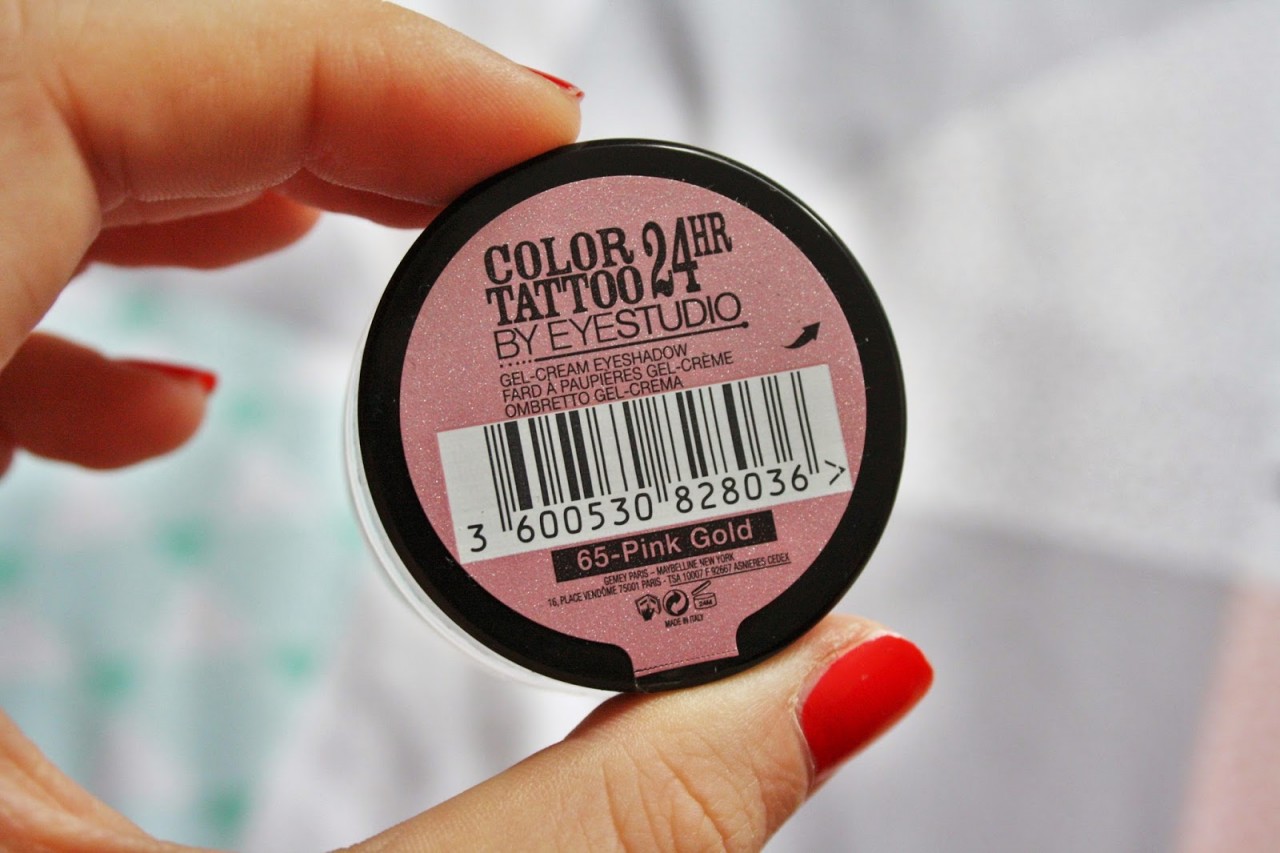 COLOR
TATTOO 24HR
BY EYESTUDIO
GEL-CREAM EYESHADOW
FARD À PAUPIÈRES GEL-CRÈME
OMBRETTO GEL-CREMA
3 600530 828036 >
65-Pink Gold
GEMEY PARIS – MAYBELLINE NEW YORK
16, PLACE VENDÔME 75001 PARIS - TSA 10007 F 92667 ASNIERES CEDEX
24M
MADE IN ITALY